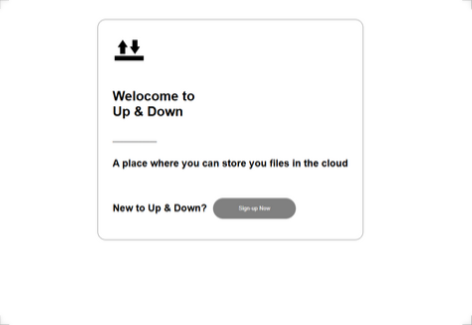 Welocome to
Up & Down
A place where you can store you files in the cloud
New to Up & Down? Sign up Now